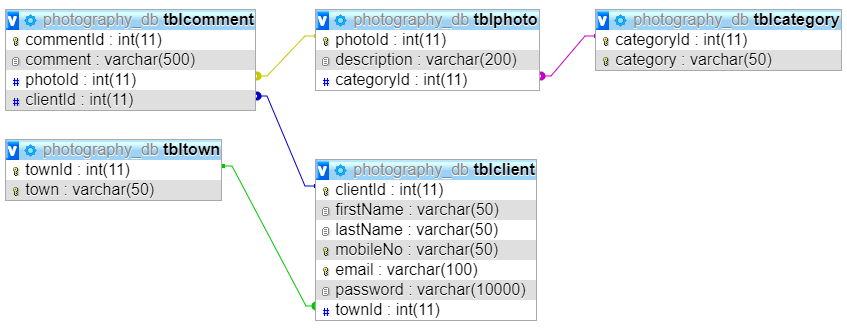 photography_db tblcomment
commentId : int(11)
comment : varchar(500)
photoId : int(11)
clientId : int(11)
photography_db tblphoto
photoId : int(11)
description : varchar(200)
categoryId : int(11)
photography_db tblcategory
categoryId : int(11)
category : varchar(50)
photography_db tbltown
townId : int(11)
town : varchar(50)
photography_db tblclient
clientId : int(11)
firstName : varchar(50)
lastName : varchar(50)
mobileNo : varchar(50)
email : varchar(100)
password : varchar(10000)
townId : int(11)